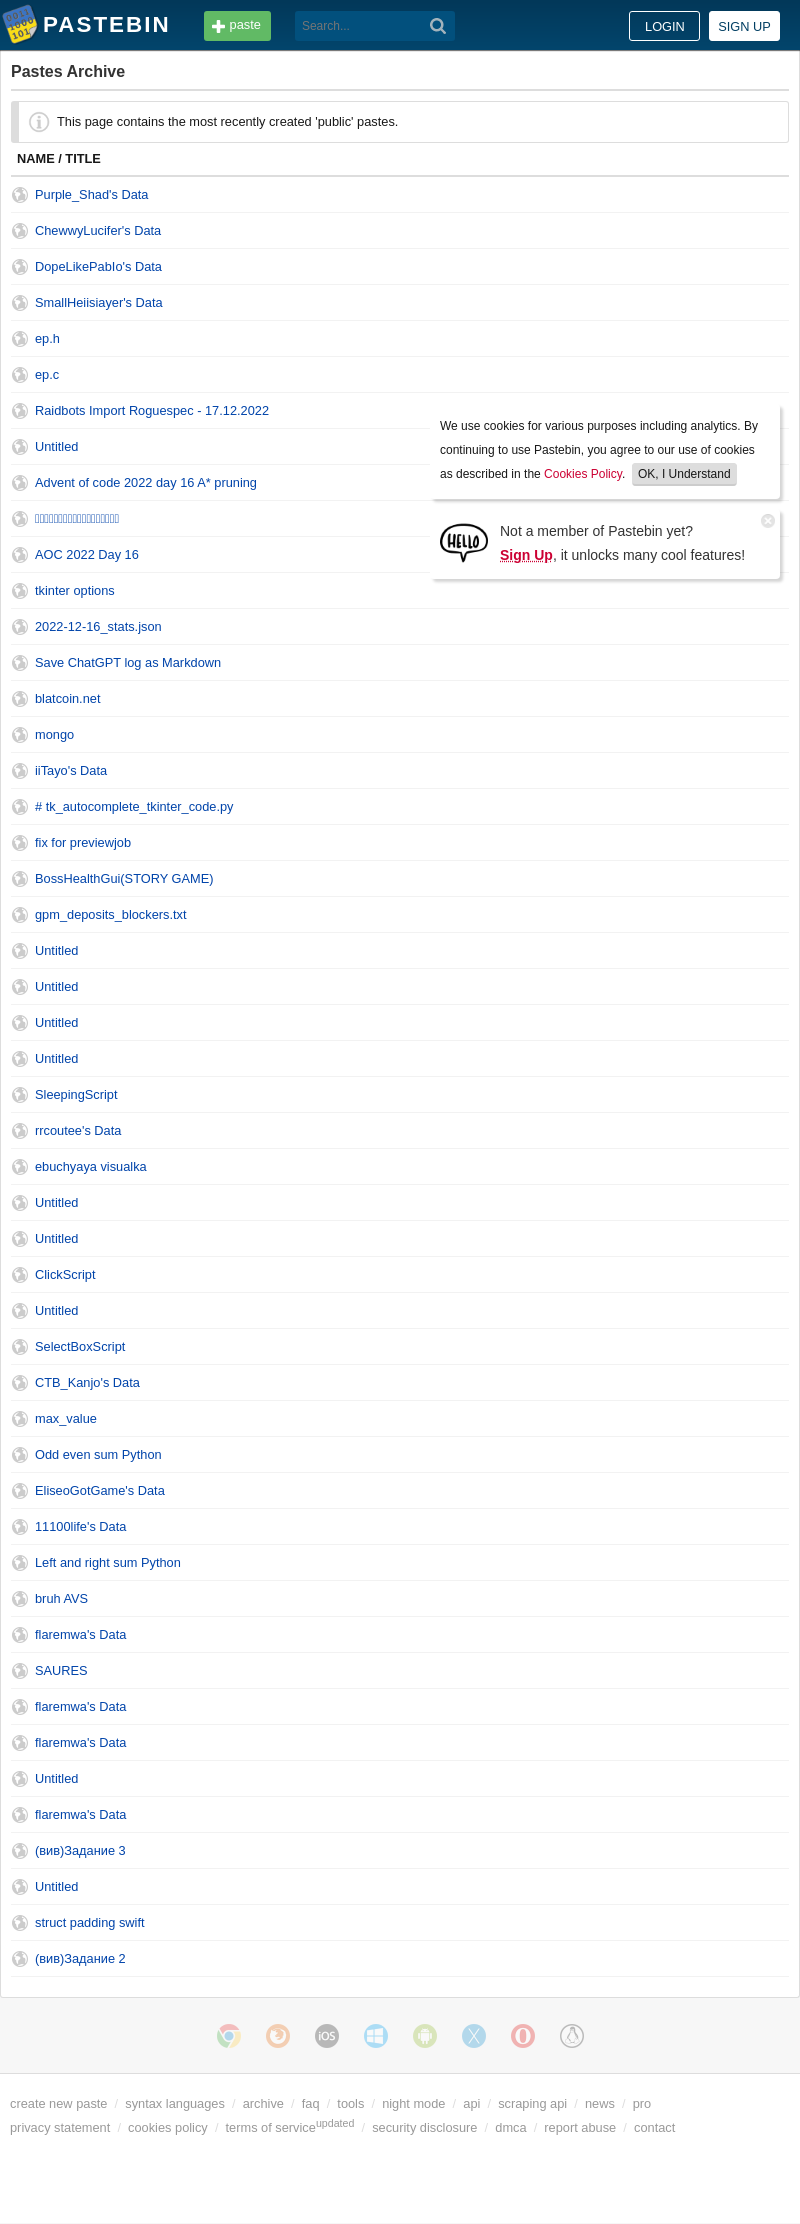 PASTEBIN
paste
Search...
LOGIN
SIGN UP
Pastes Archive
This page contains the most recently created 'public' pastes.
NAME / TITLE
Purple_Shad's Data
ChewwyLucifer's Data
DopeLikePabIo's Data
SmallHeiisiayer's Data
ep.h
ep.c
Raidbots Import Roguespec - 17.12.2022
Untitled
Advent of code 2022 day 16 A* pruning
AOC 2022 Day 16
We use cookies for various purposes including analytics. By
continuing to use Pastebin, you agree to our use of cookies
as described in the Cookies Policy. OK, I Understand
HELLO
Not a member of Pastebin yet?
Sign Up, it unlocks many cool features!
tkinter options
2022-12-16_stats.json
Save ChatGPT log as Markdown
blatcoin.net
mongo
iiTayo's Data
# tk_autocomplete_tkinter_code.py
fix for previewjob
BossHealthGui(STORY GAME)
gpm_deposits_blockers.txt
Untitled
Untitled
Untitled
Untitled
SleepingScript
rrcoutee's Data
ebuchyaya visualka
Untitled
Untitled
ClickScript
Untitled
SelectBoxScript
CTB_Kanjo's Data
max_value
Odd even sum Python
EliseoGotGame's Data
11100life's Data
Left and right sum Python
bruh AVS
flaremwa's Data
SAURES
flaremwa's Data
flaremwa's Data
Untitled
flaremwa's Data
(вив)Задание 3
Untitled
struct padding swift
(вив)Задание 2
iOS
create new paste / syntax languages / archive / faq / tools / night mode / api / scraping api / news / pro
privacy statement / cookies policy / terms of service updated / security disclosure / dmca / report abuse / contact